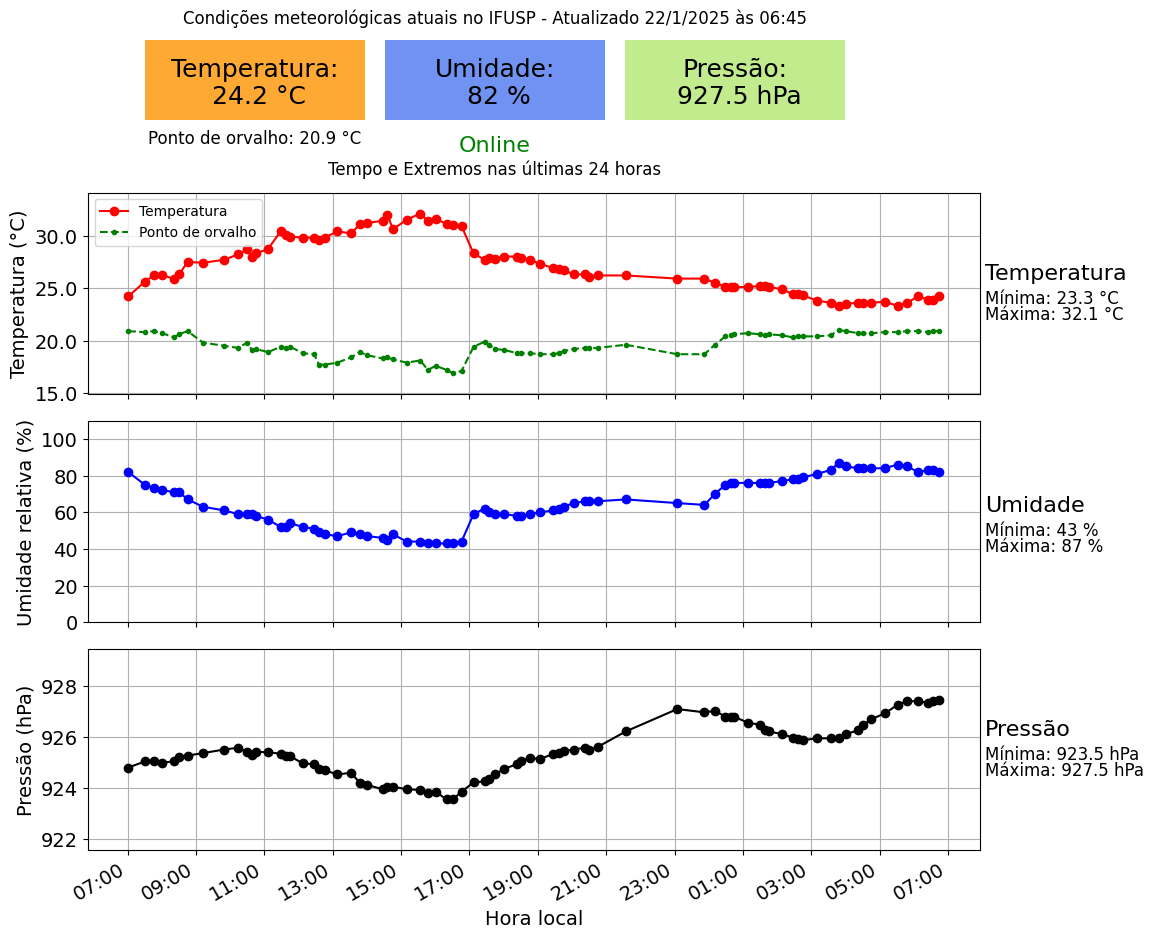 Condições meteorológicas atuais no IFUSP - Atualizado 22/1/2025 às 06:45
Temperatura:
24.2 °C
Umidade:
82 %
Pressão:
927.5 hPa
Ponto de orvalho: 20.9 °C
Online
Tempo e Extremos nas últimas 24 horas
Temperatura (°C)
30.0
25.0
20.0
15.0
Temperatura
Ponto de orvalho
Temperatura
Mínima: 23.3 °C
Máxima: 32.1 °C
Umidade relativa (%)
100
80
60
40
20
0
Umidade
Mínima: 43 %
Máxima: 87 %
Pressão (hPa)
928
926
924
922
Pressão
Mínima: 923.5 hPa
Máxima: 927.5 hPa
07:00
09:00
11:00
13:00
15:00
17:00
19:00
21:00
23:00
01:00
03:00
05:00
07:00
Hora local